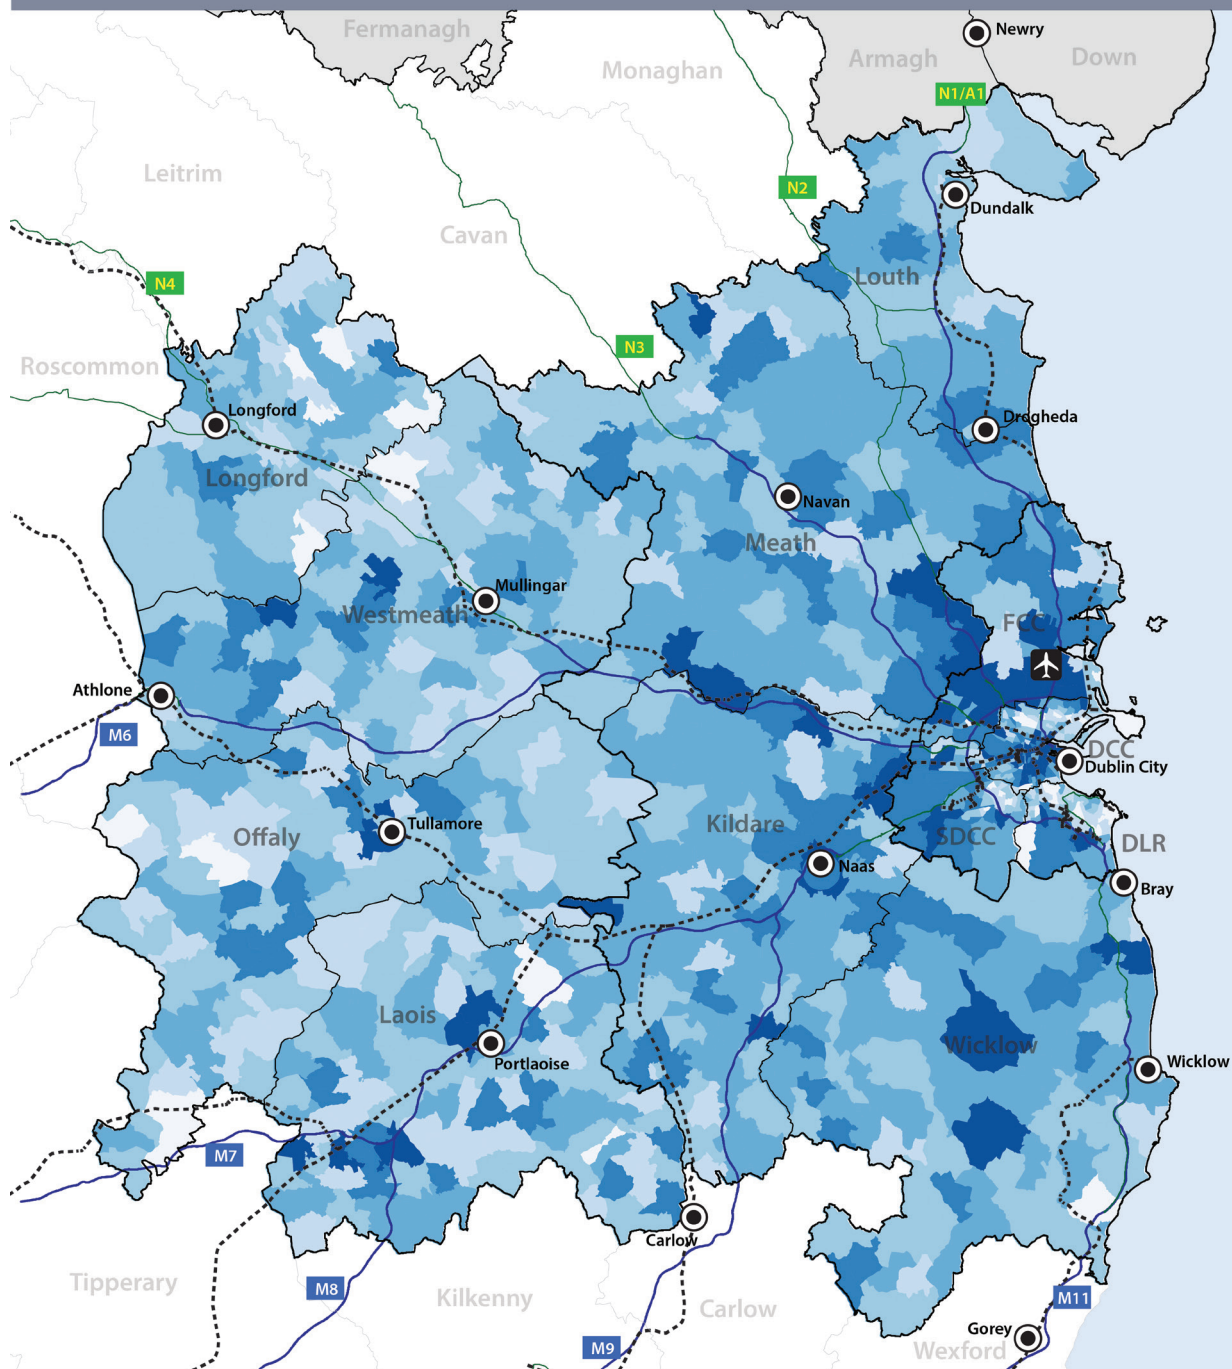 Fermanagh
Newry
Armagh
Down
Monaghan
N1/A1
Leitrim
N2
Dundalk
Cavan
Louth
N4
N3
Roscommon
Longford
Drogheda
Longford
Navan
Meath
Mullingar
Westmeath
FCC
Athlone
M6
DCC
Dublin City
Tullamore
Kildare
Offaly
SDCC
DLR
Naas
Bray
Laois
Wicklow
Portlaoise
Wicklow
M7
Carlow
Tipperary
M8
Kilkenny
Carlow
M11
Gorey
M9
Wexford